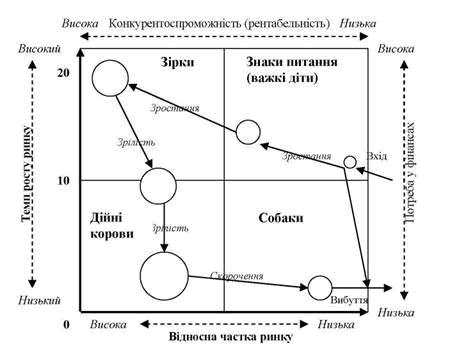 Конкурентоспроможність (рентабельність)
Висока
Низька
Високий
Висока
20
Зірки
Знаки питання
(важкі діти)
Зростання
Зрілість
Зростання
Вхід
Темп росту ринку
Потреба у фінансах
10
Дійні
корови
Собаки
Зрілість
Скорочення
Вибуття
Низький
Низька
0
Висока
Низька
Відносна частка ринку